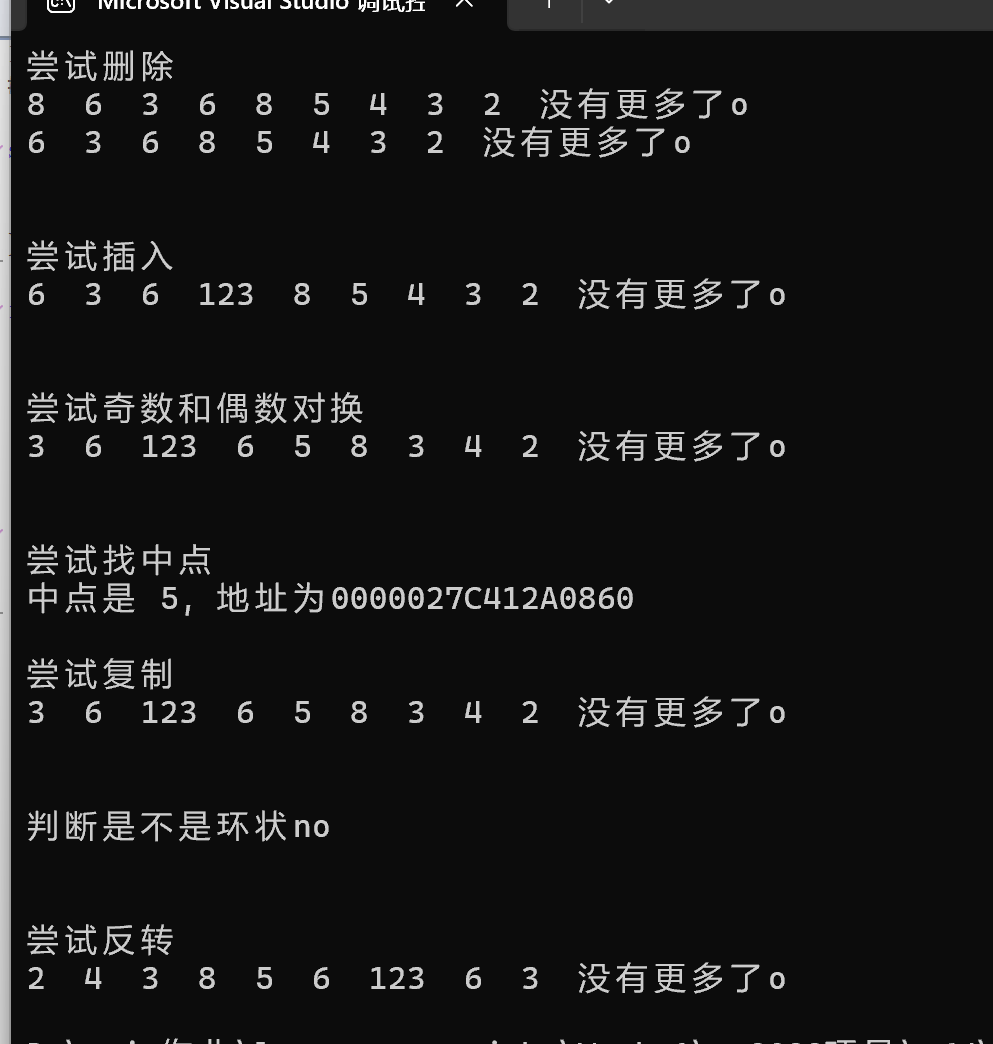 Microsoft Visual Studio 调试控
尝试删除
8 6 3 6 8 5 4 3 2 没有更多了o
6 3 6 8 5 4 3 2 没有更多了o
尝试插入
6 3 6 123 8 5 4 3 2 没有更多了o
尝试奇数和偶数对换
3 6 123 6 5 8 3 4 2 没有更多了o
尝试找中点
中点是 5, 地址为0000027C412A0860
尝试复制
3 6 123 6 5 8 3 4 2 没有更多了o
判断是不是环状no
尝试反转
2 4 3 8 5 6 123 6 3 没有更多了o